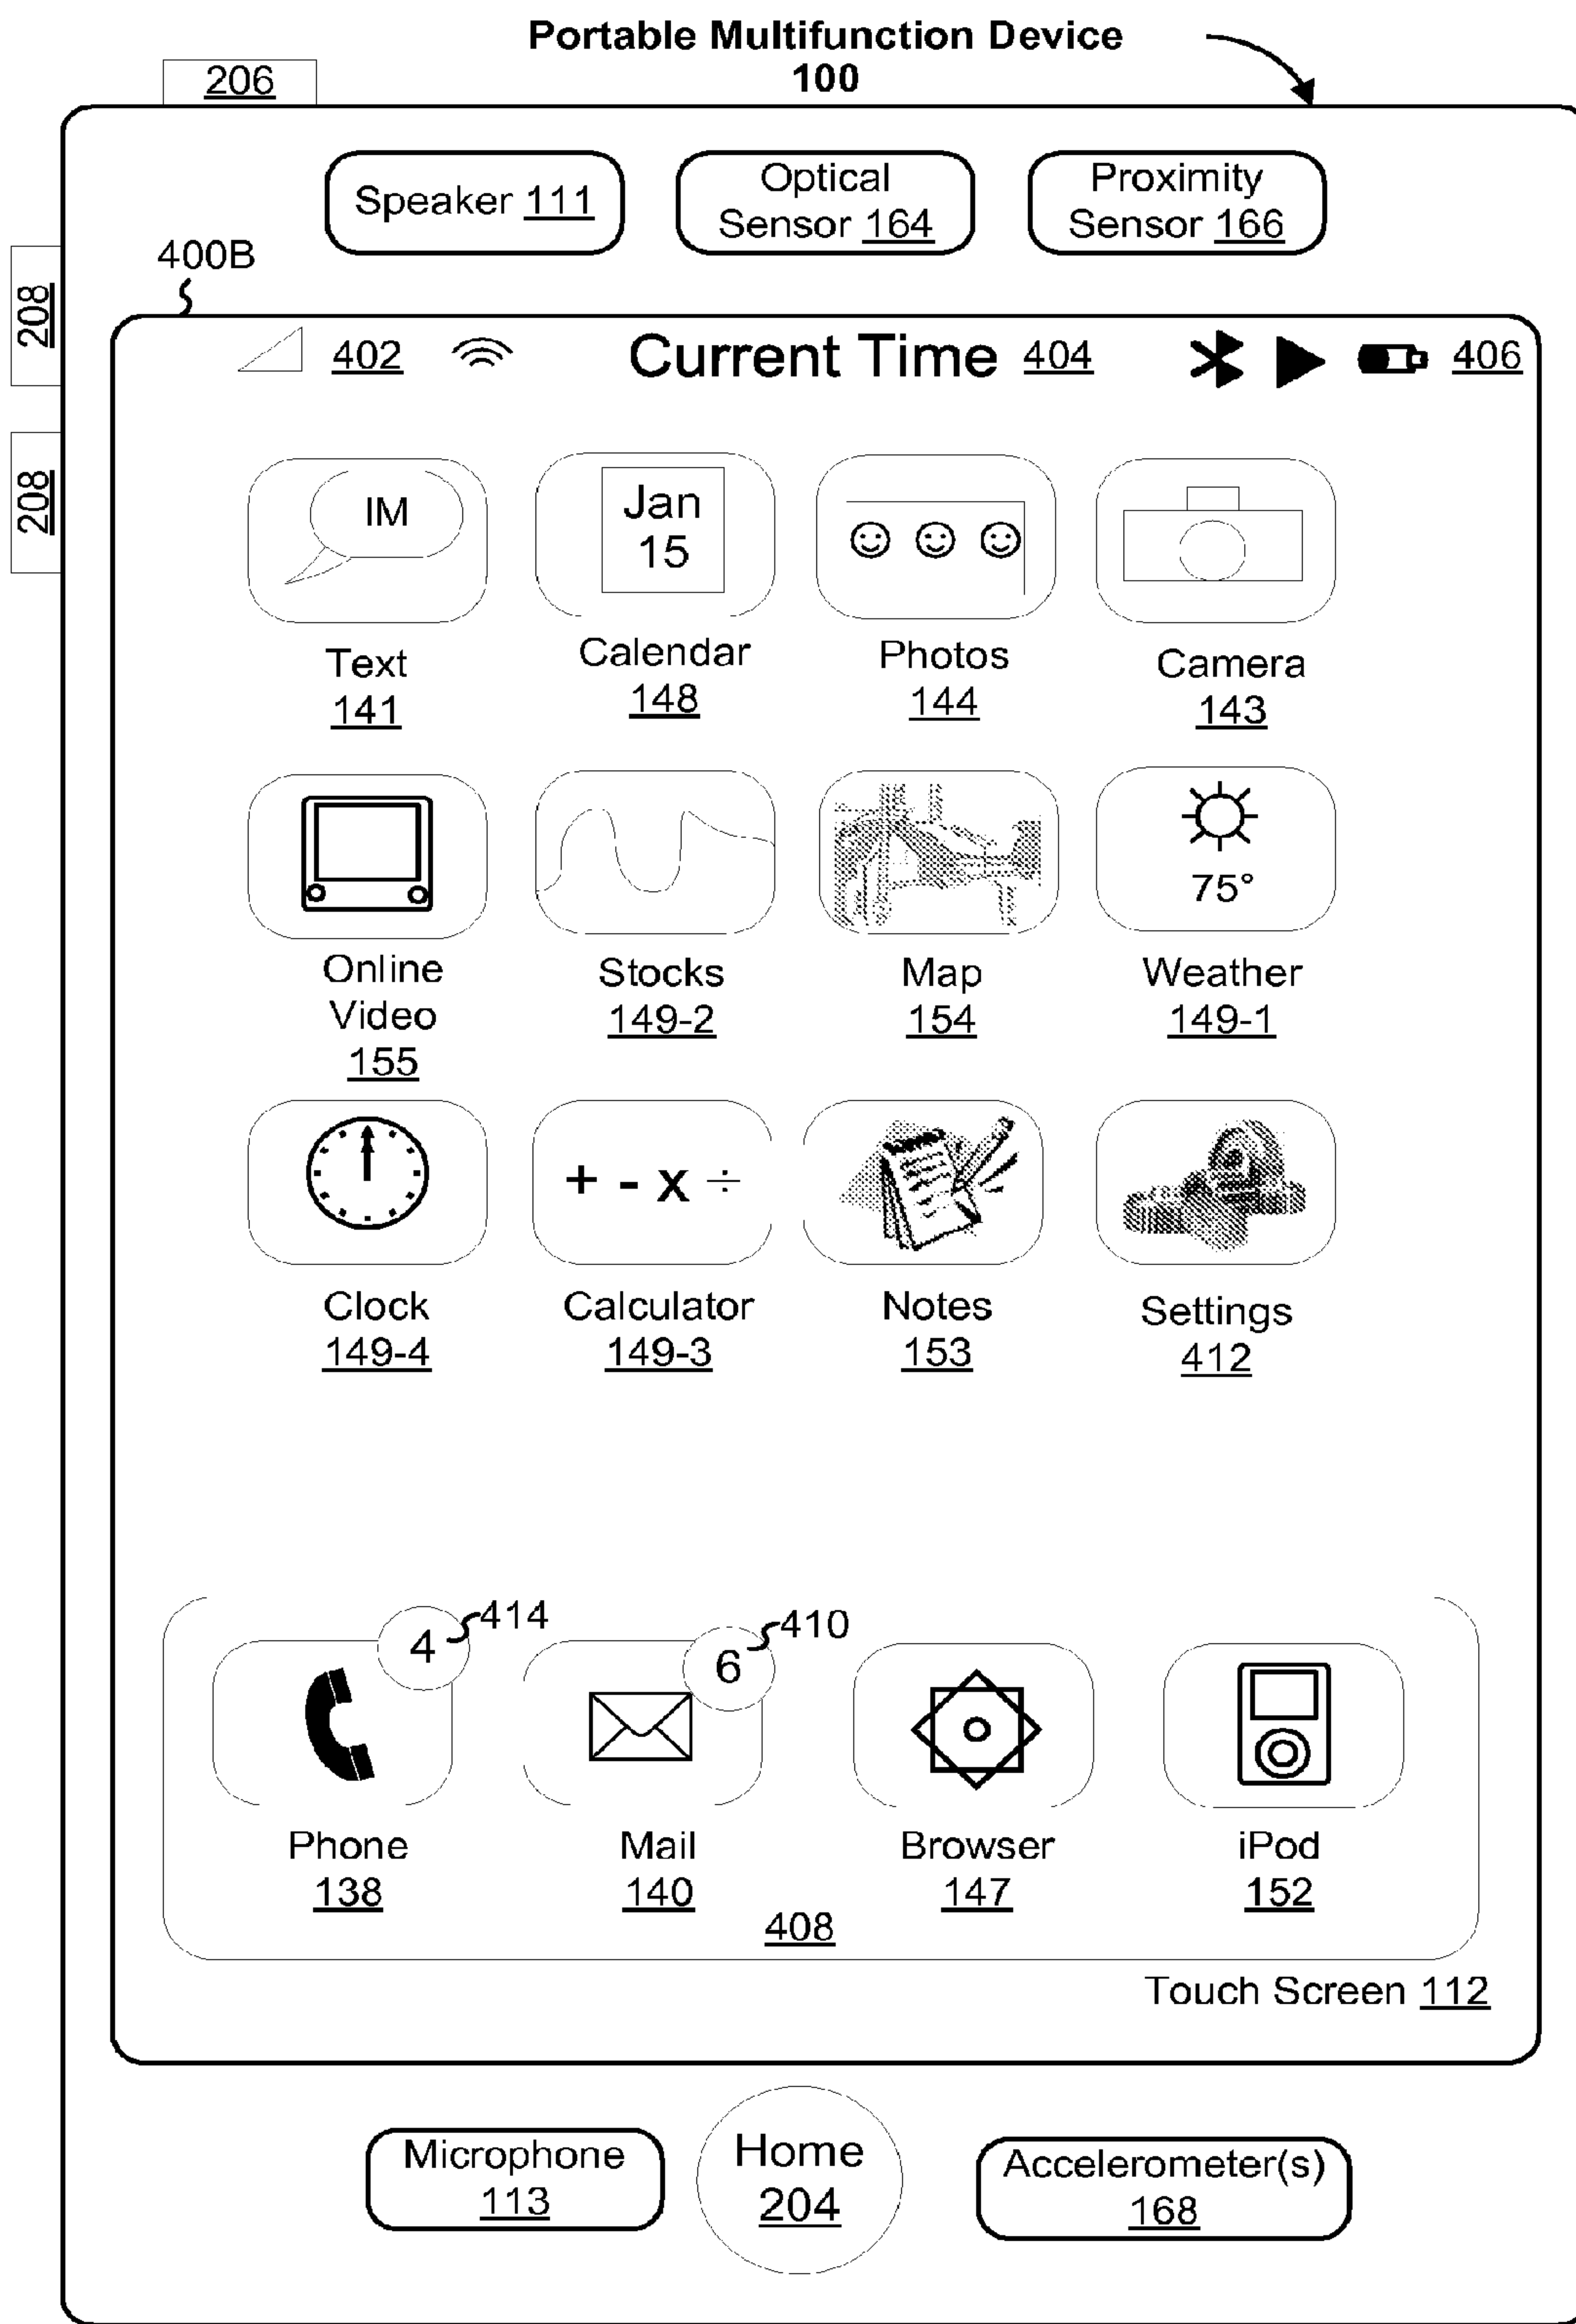 Portable Multifunction Device
100
206
Speaker 111
Optical
Sensor 164
Proximity
Sensor 166
400B
208
208
402
Current Time 404
406
IM
Jan
15
Text
141
Calendar
148
Photos
144
Camera
143
75°
Online
Video
155
Stocks
149-2
Map
154
Weather
149-1
+ - x ÷
Clock
149-4
Calculator
149-3
Notes
153
Settings
412
4
414
6
410
Phone
138
Mail
140
Browser
147
iPod
152
408
Touch Screen 112
Microphone
113
Home
204
Accelerometer(s)
168